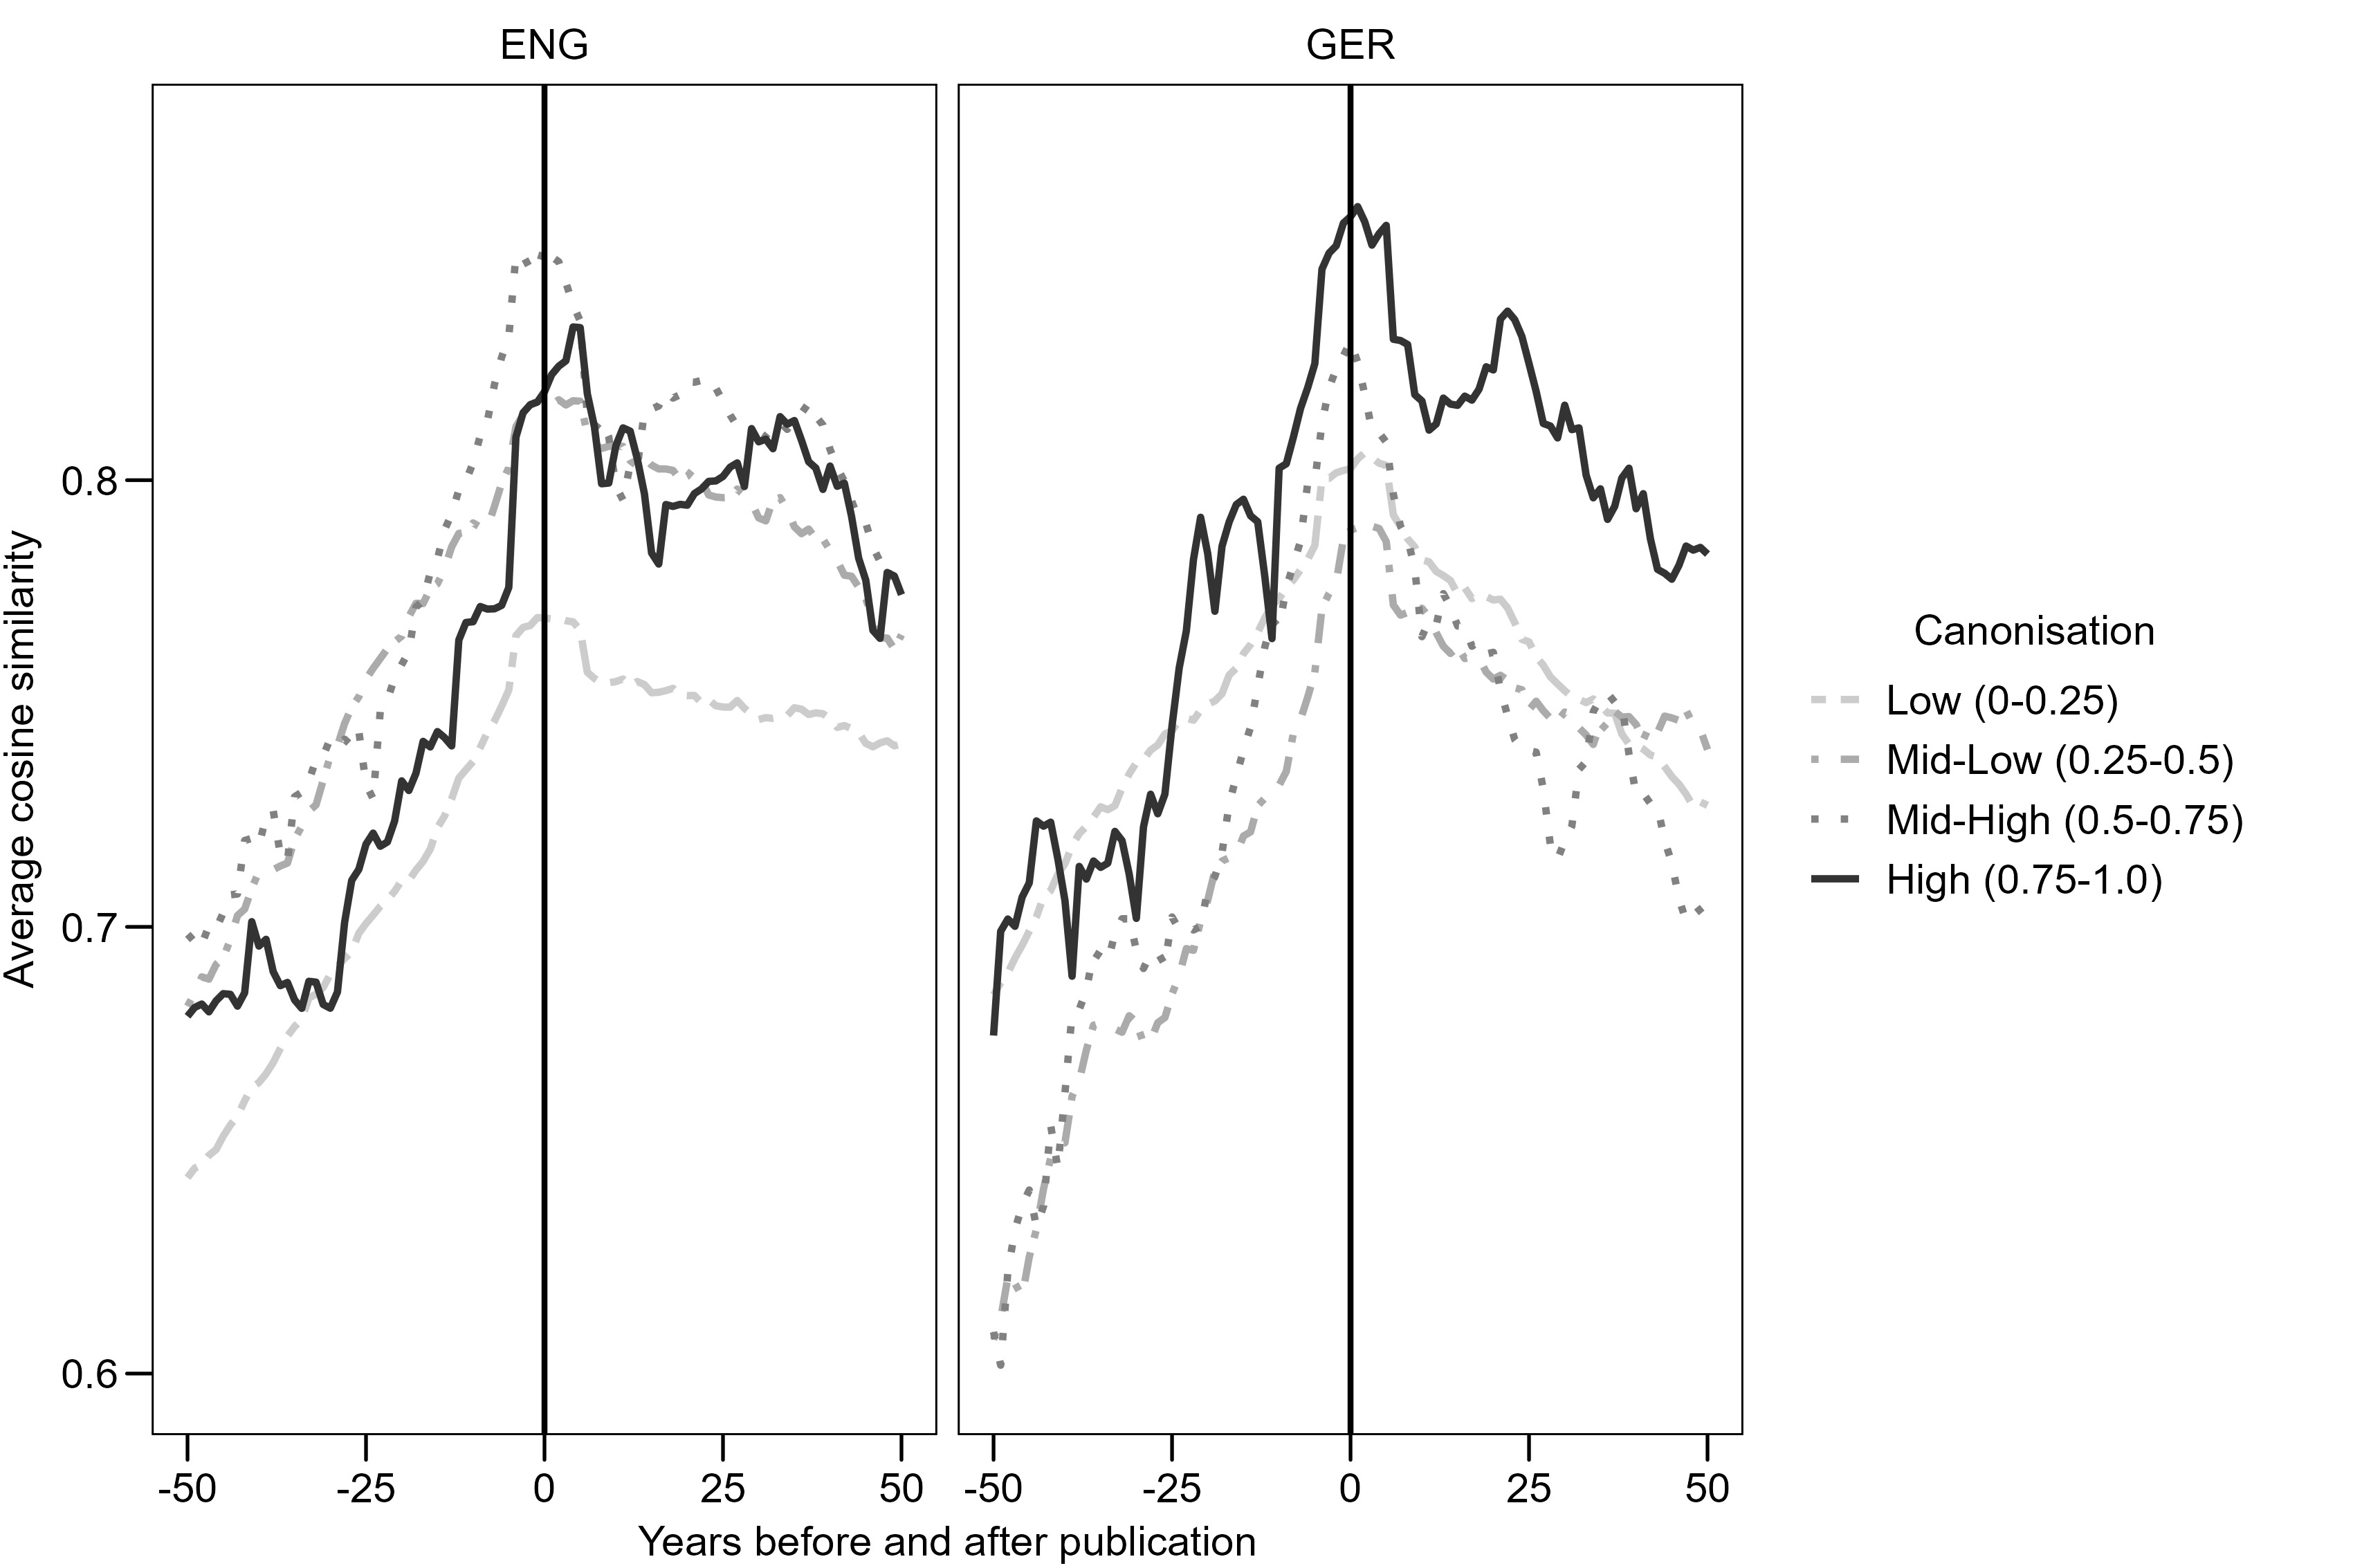 ENG
GER
Average cosine similarity
0.8
0.7
0.6
-50 -25 0 25 50
-50 -25 0 25 50
Years before and after publication
Canonisation
Low (0-0.25)
Mid-Low (0.25-0.5)
Mid-High (0.5-0.75)
High (0.75-1.0)